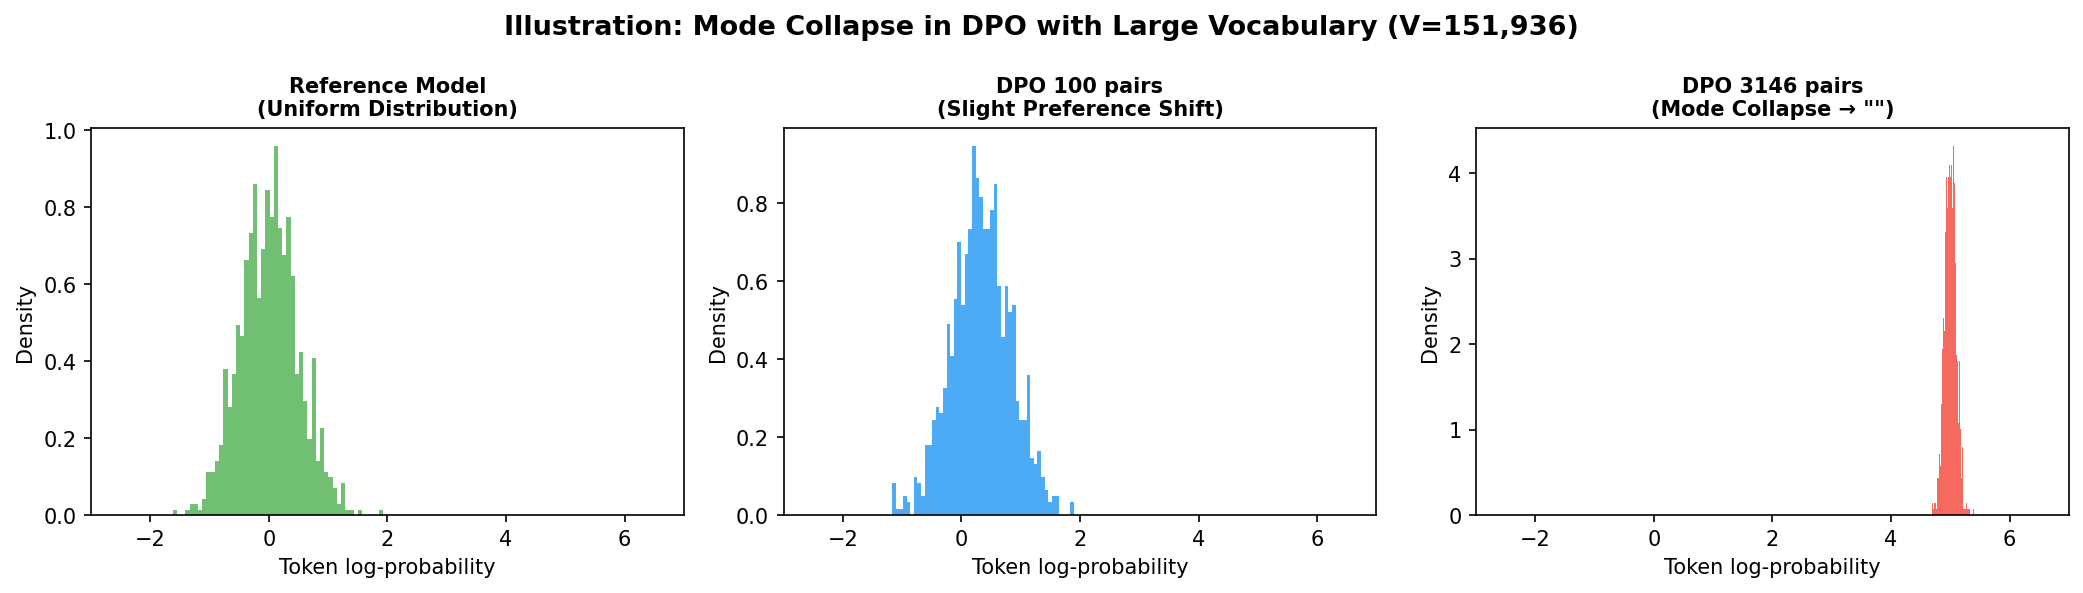 Illustration: Mode Collapse in DPO with Large Vocabulary (V=151,936)
Reference Model
(Uniform Distribution)
1.0
0.8
0.6
0.4
0.2
0.0
Density
−2 0 2 4 6
Token log-probability
DPO 100 pairs
(Slight Preference Shift)
0.8
0.6
0.4
0.2
0.0
Density
−2 0 2 4 6
Token log-probability
DPO 3146 pairs
(Mode Collapse → "")
4
3
2
1
0
Density
−2 0 2 4 6
Token log-probability